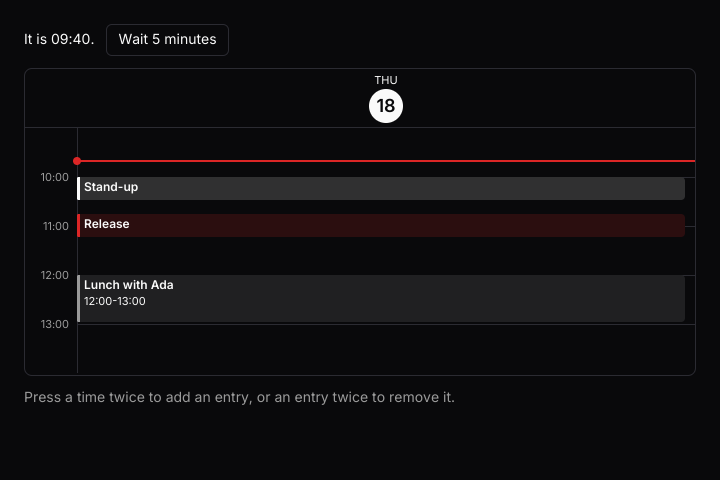 It is 09:40.
Wait 5 minutes
THU
18
10:00
Stand-up
11:00
Release
12:00
Lunch with Ada
12:00-13:00
13:00
Press a time twice to add an entry, or an entry twice to remove it.